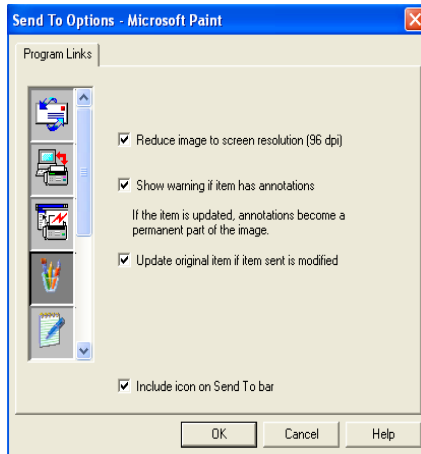 Send To Options - Microsoft Paint
Program Links
Reduce image to screen resolution (96 dpi)
Show warning if item has annotations
If the item is updated, annotations become a
permanent part of the image.
Update original item if item sent is modified
Include icon on Send To bar
OK Cancel Help